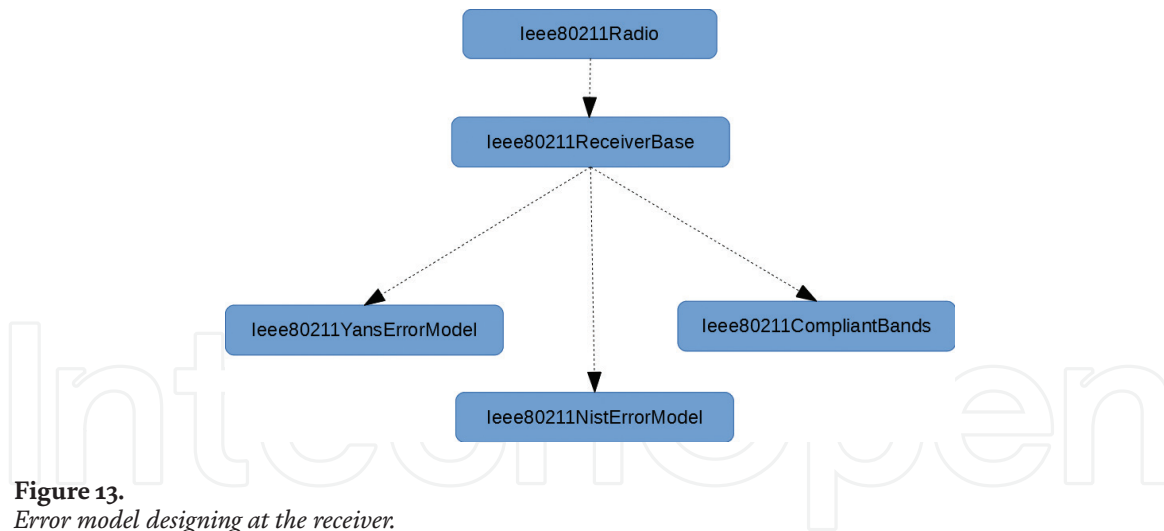 Ieee80211Radio
Ieee80211ReceiverBase
Ieee80211YansErrorModel
Ieee80211CompliantBands
Ieee80211NistErrorModel
IntechOpen
Figure 13.
Error model designing at the receiver.